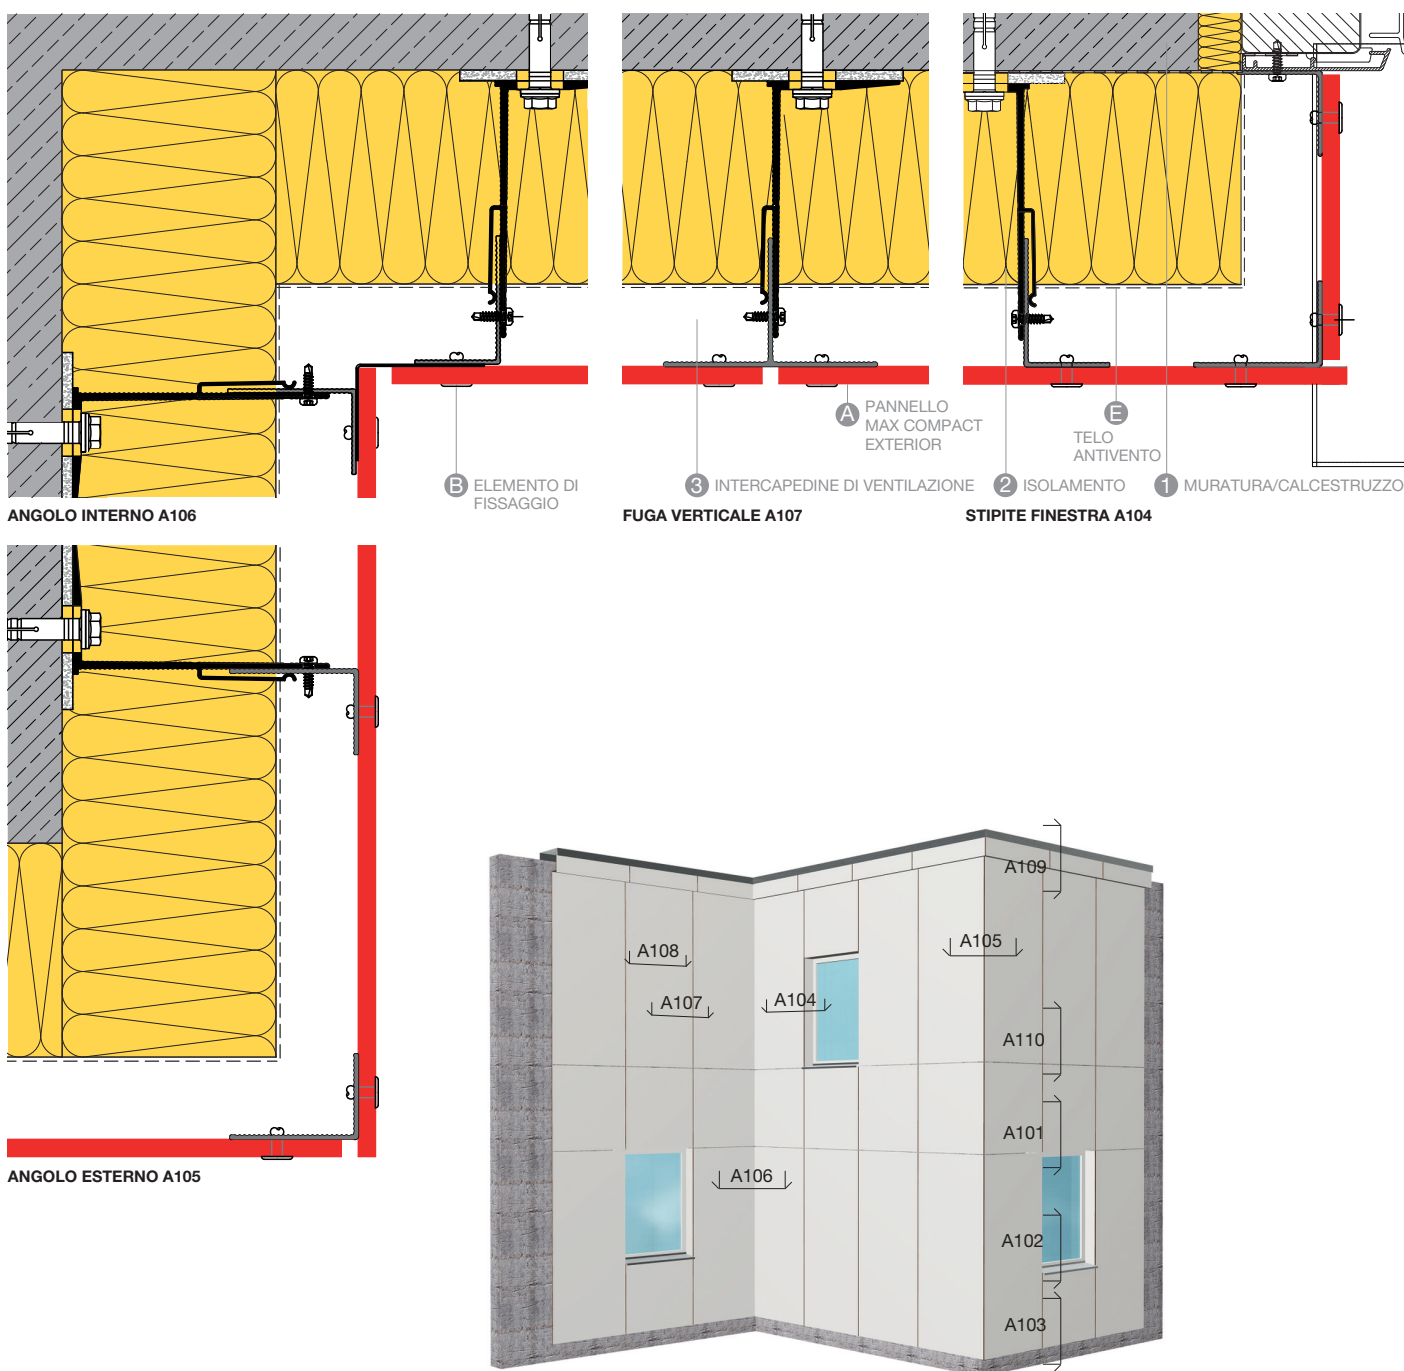 A PANNELLO
MAX COMPACT
EXTERIOR
E
TELO
ANTIVENTO
B ELEMENTO DI
FISSAGGIO
3 INTERCAPEDINE DI VENTILAZIONE
2 ISOLAMENTO
1 MURATURA/CALCESTRUZZO
ANGOLO INTERNO A106
FUGA VERTICALE A107
STIPITE FINESTRA A104
ANGOLO ESTERNO A105
A109
A108
A105
A107
A104
A110
A101
A106
A102
A103